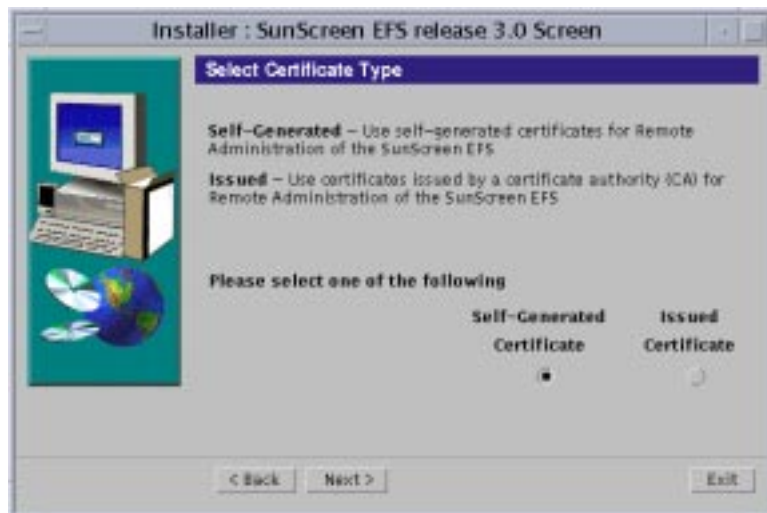 Installer : SunScreen EFS release 3.0 Screen
Select Certificate Type
Self-Generated – Use self-generated certificates for Remote
Administration of the SunScreen EFS
Issued – Use certificates issued by a certificate authority (CA) for
Remote Administration of the SunScreen EFS
Please select one of the following
Self-Generated Issued
Certificate Certificate
< Back Next > Exit